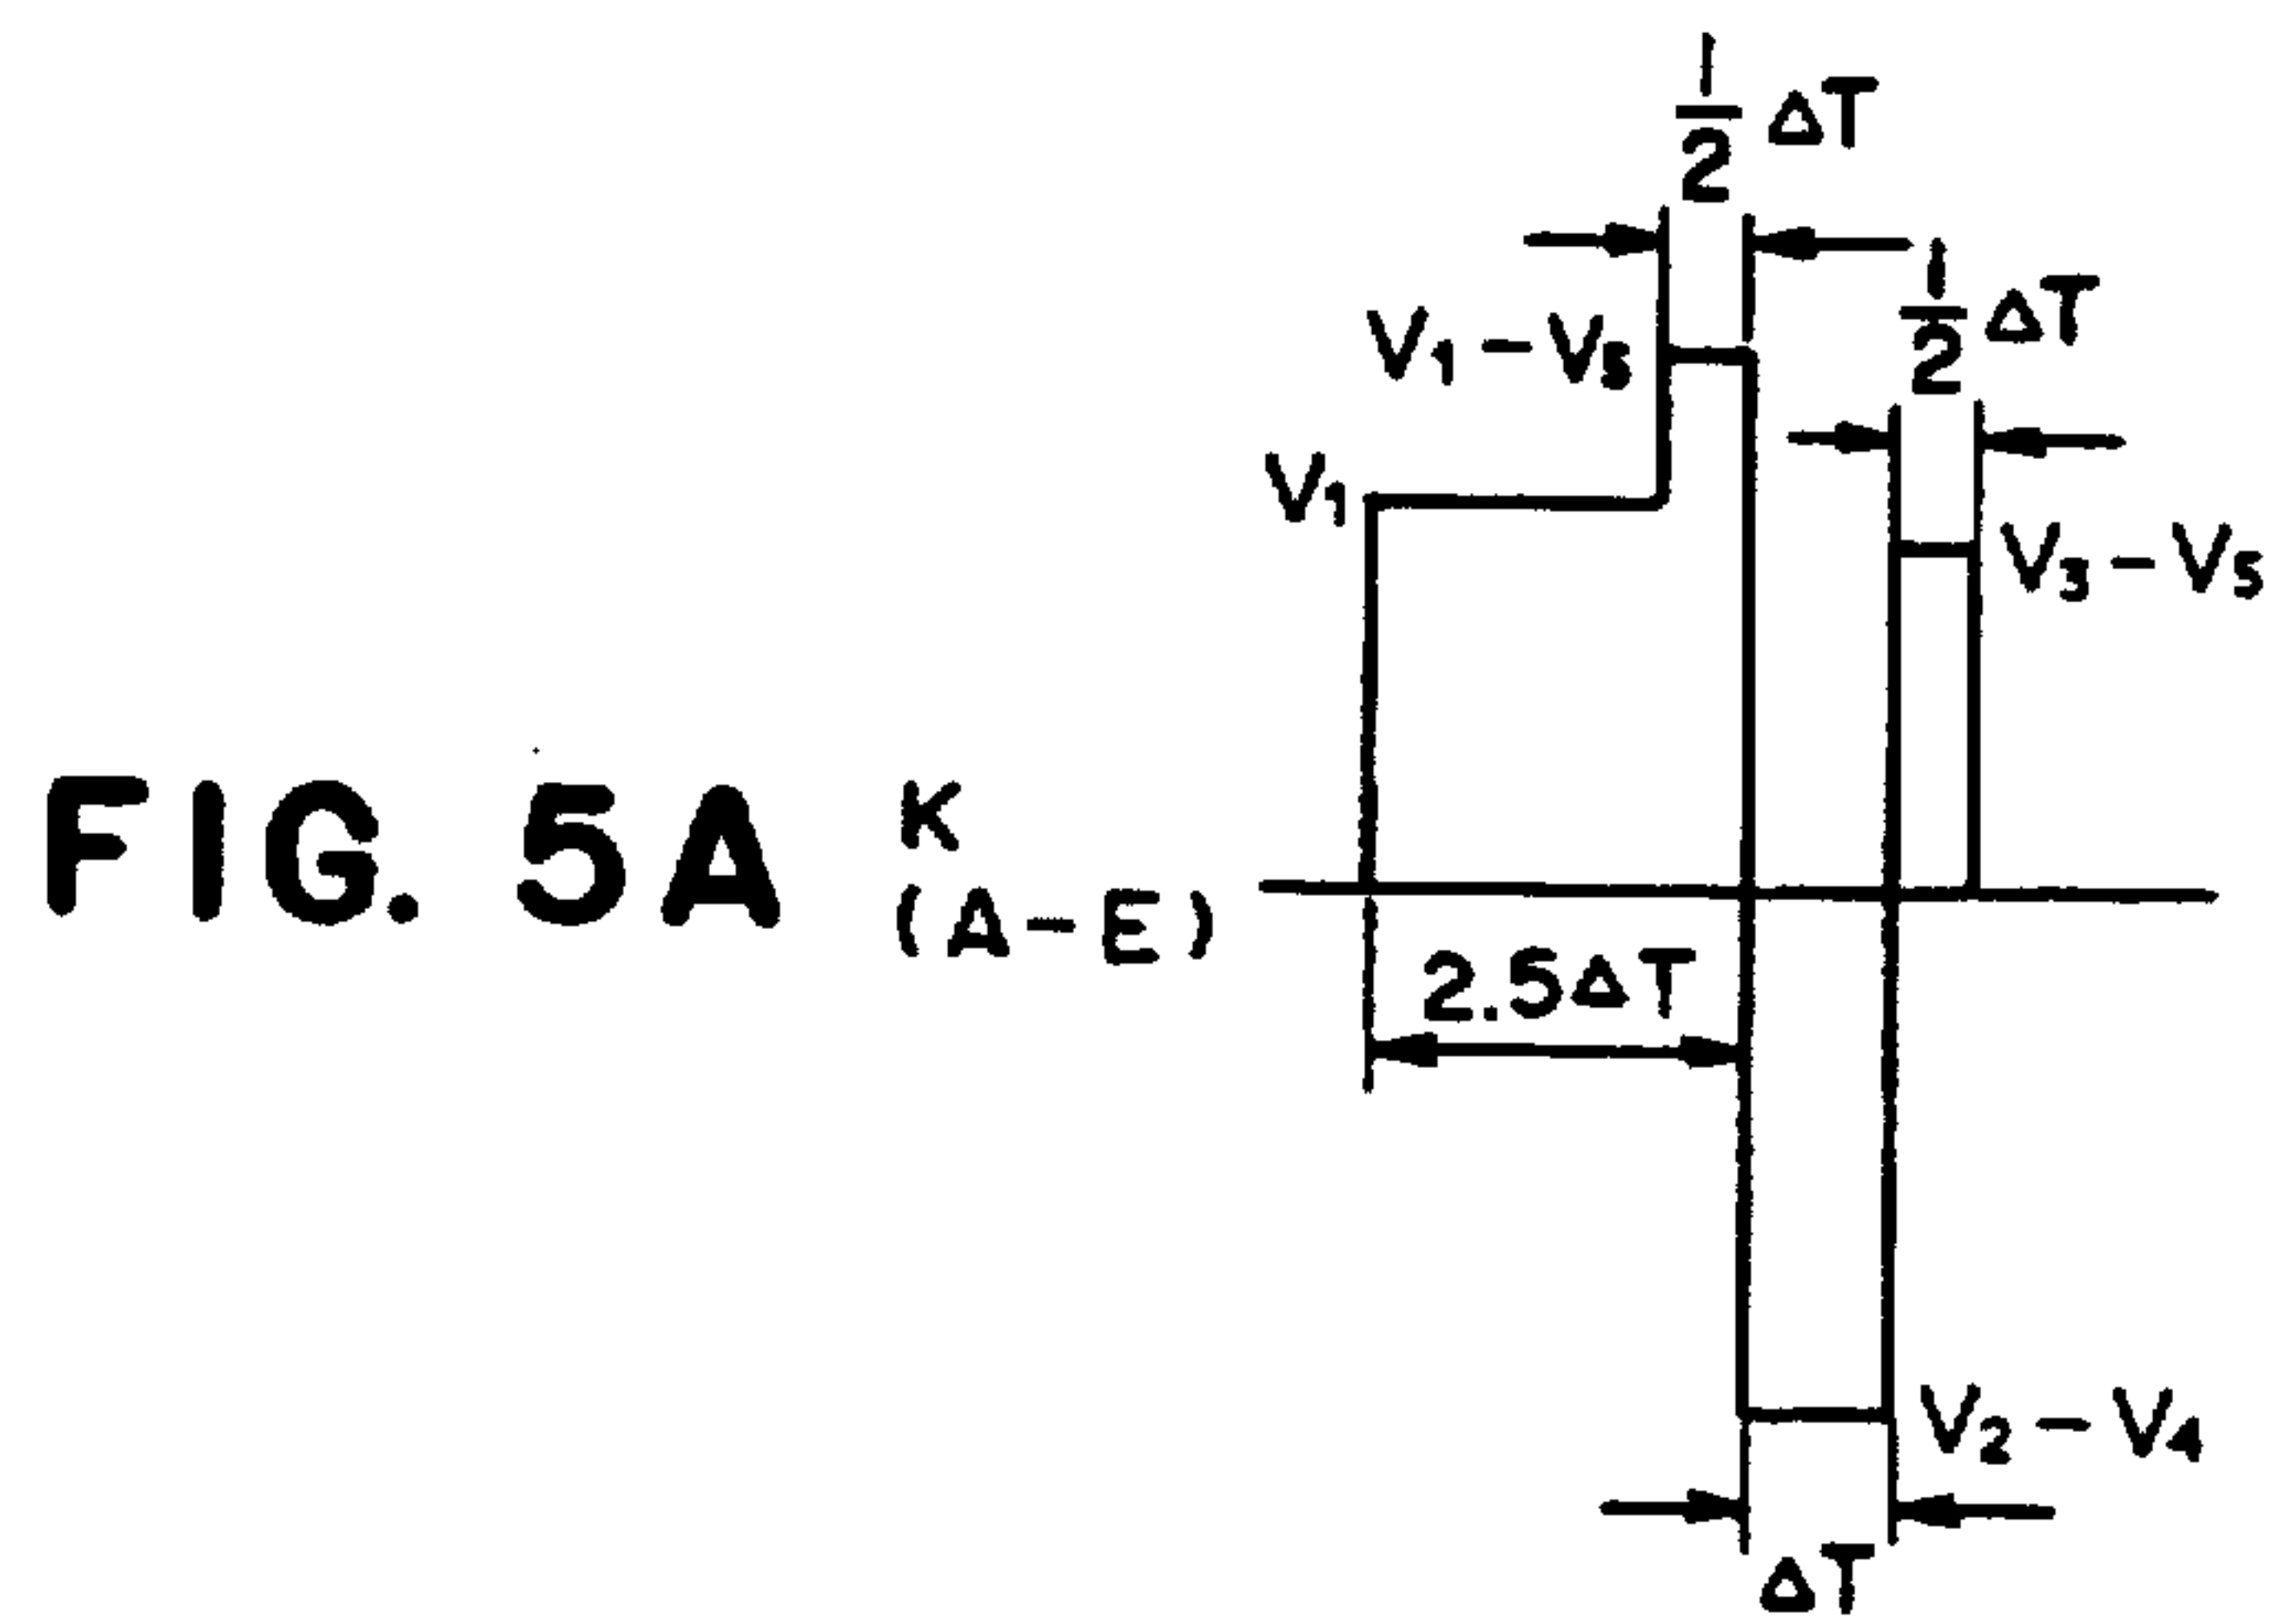 1/2 ΔT
1/2 ΔT
V₁ - V₅
V₁
V₃ - V₅
FIG. 5A
K
(A-E)
2.5ΔT
V₂ - V₄
ΔT